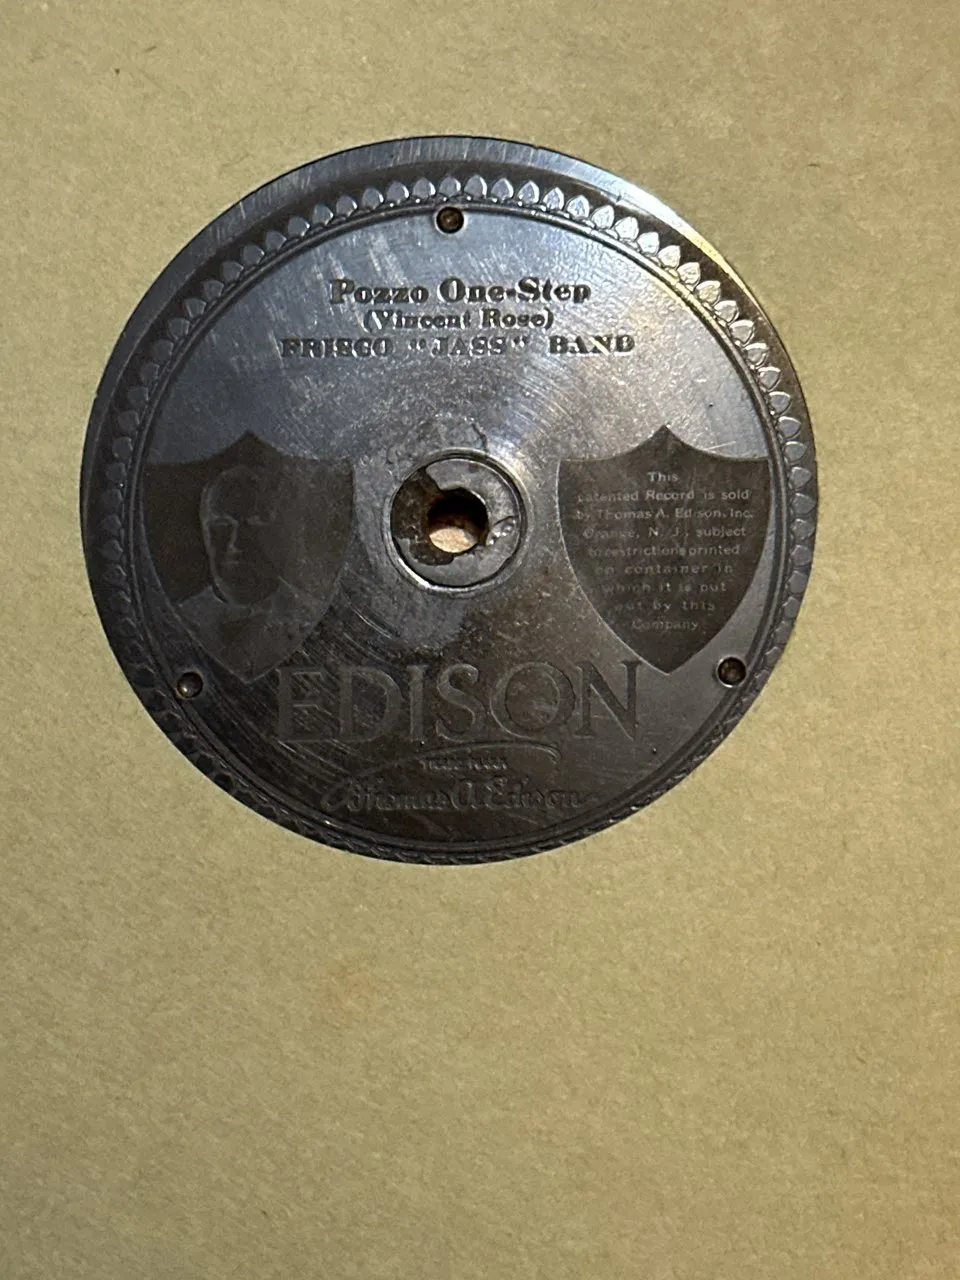 Pozzo One-Step
(Vincent Rose)
FRISCO "JASS" BAND
This
patented Record is sold
by Thomas A. Edison, Inc.
Orange, N. J., subject
to restrictions printed
on container in
which it is put
out by this
Company
EDISON
Thomas A Edison